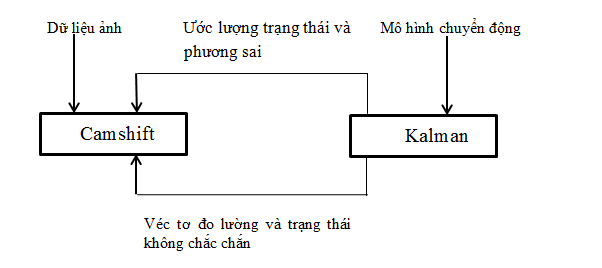 Dữ liệu ảnh
Ước lượng trạng thái và
phương sai
Mô hình chuyển động
Camshift
Kalman
Véc tơ đo lường và trạng thái
không chắc chắn